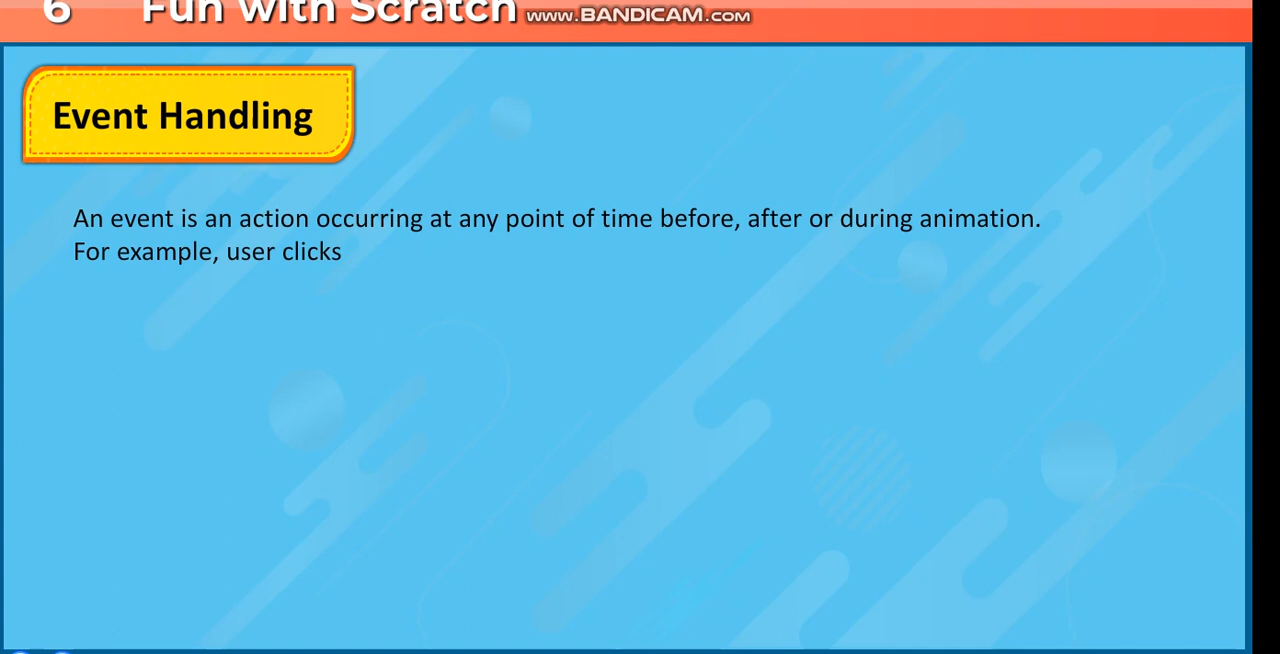 6 Fun with Scratch www.BANDICAM.com
Event Handling
An event is an action occurring at any point of time before, after or during animation.
For example, user clicks